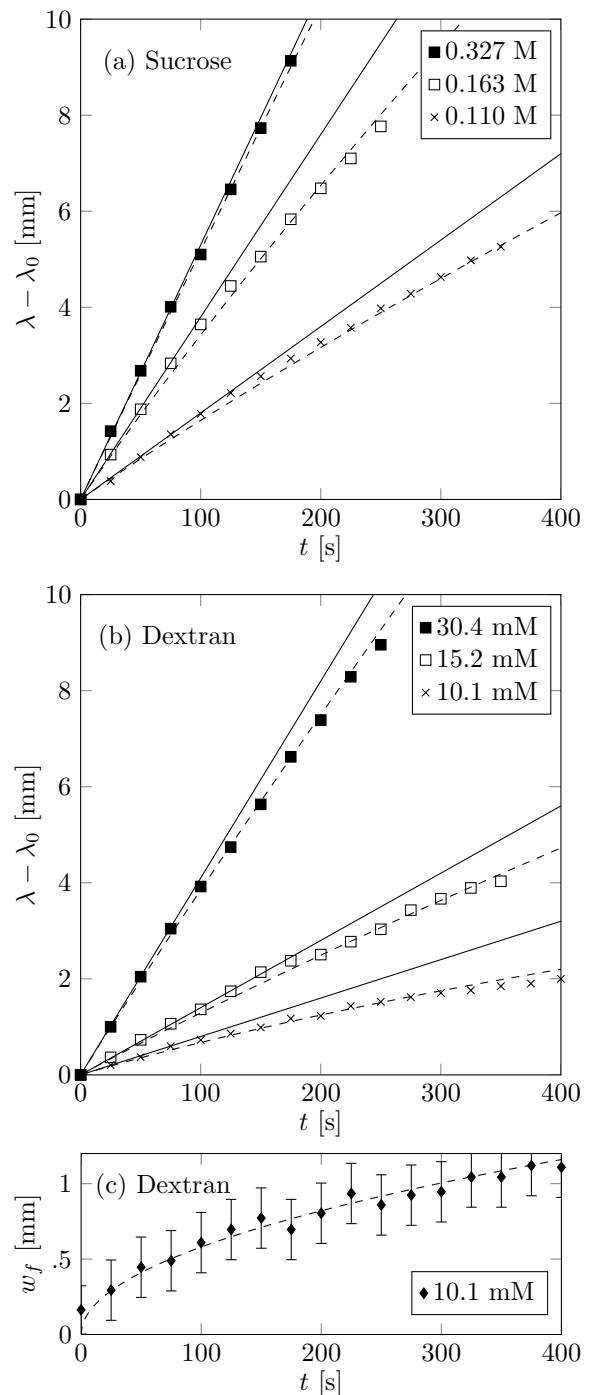 10
(a) Sucrose
0.327 M
0.163 M
0.110 M
8
6
4
2
0
λ − λ0 [mm]
0 100 200 300 400
t [s]
10
(b) Dextran
30.4 mM
15.2 mM
10.1 mM
8
6
4
2
0
λ − λ0 [mm]
0 100 200 300 400
t [s]
(c) Dextran
1
.5
0
wf [mm]
10.1 mM
0 100 200 300 400
t [s]